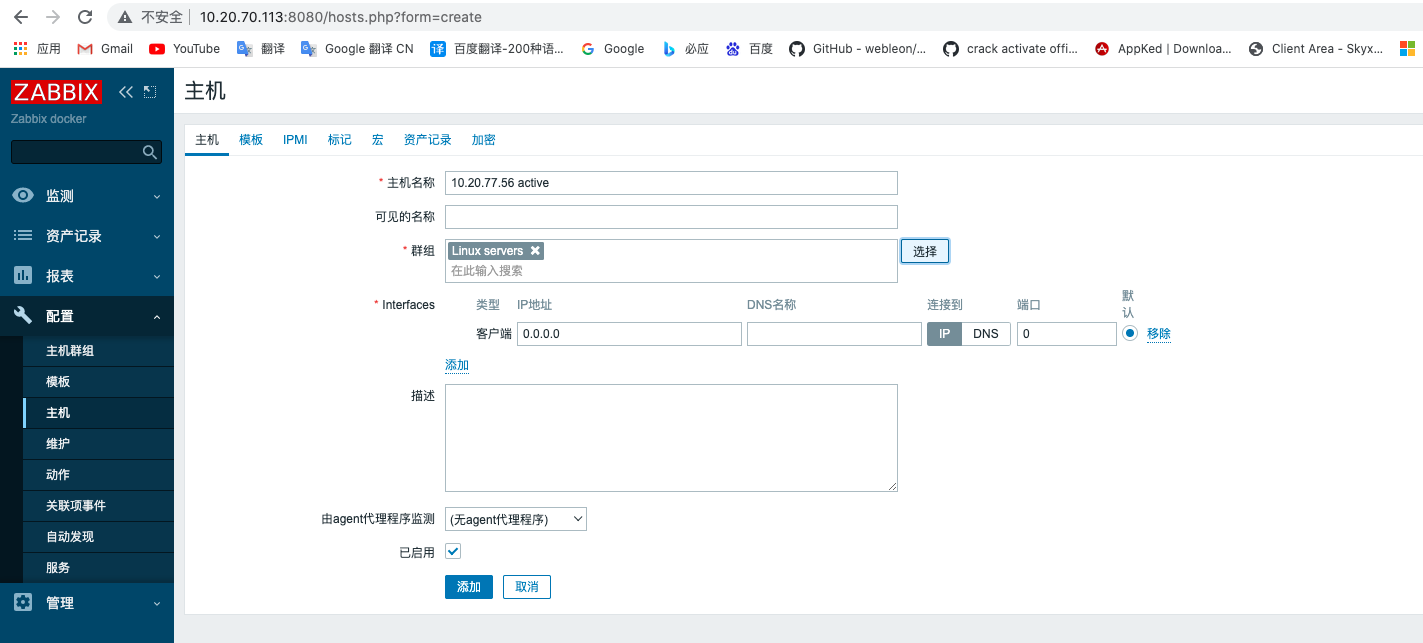 不安全 10.20.70.113:8080/hosts.php?form=create
应用 Gmail YouTube 翻译 Google 翻译 CN 百度翻译-200种语... Google 必应 百度 GitHub - webleon/... crack activate offi... AppKed | Downloa... Client Area - Skyx...
ZABBIX
Zabbix docker
监测
资产记录
报表
配置
主机群组
模板
主机
维护
动作
关联项事件
自动发现
服务
管理
主机
主机 模板 IPMI 标记 宏 资产记录 加密
* 主机名称 10.20.77.56 active
可见的名称
* 群组 Linux servers 选择
在此输入搜索
* Interfaces 类型 IP地址 DNS名称 连接到 端口 默认
客户端 0.0.0.0 IP DNS 0 移除
添加
描述
由agent代理程序监测 (无agent代理程序)
已启用
添加 取消